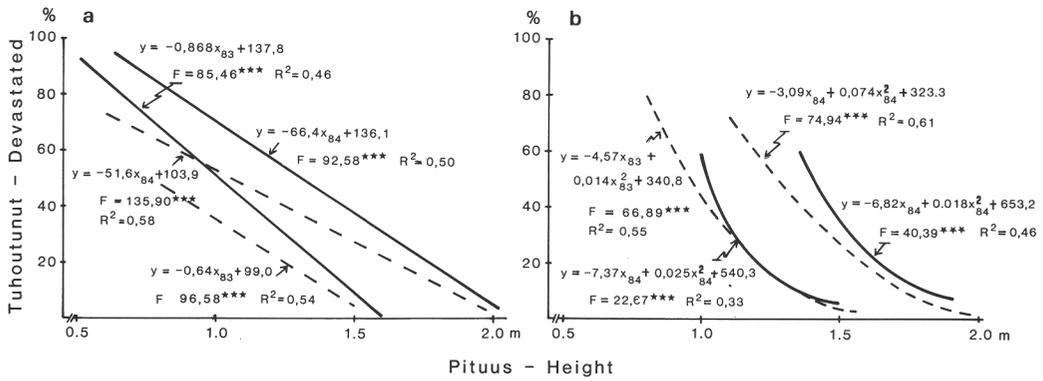 % a
Tuhoutunut – Devastated
100
80
60
40
20
y = -0,868x83+137,8
F = 85,46*** R2=0,46
y = -66,4x84+136,1
F = 92,58*** R2=0,50
y = -51,6x84+103,9
F = 135,90***
R2=0,58
y = -0,64x83+99,0
F 96,58*** R2=0,54
0.5 1.0 1.5 2.0 m
% b
100
80
60
40
20
y = -3,09x84+ 0,074x²84+323.3
F = 74,94*** R2=0,61
y = -4,57x83 +
0,014x²83+340,8
F = 66,89***
R2= 0,55
y = -6,82x84+0.018x²84+653,2
F= 40,39*** R2=0,46
y = -7,37x84+ 0,025x²84+540,3
F= 22,67*** R2=0,33
0.5 1.0 1.5 2.0 m
Pituus – Height